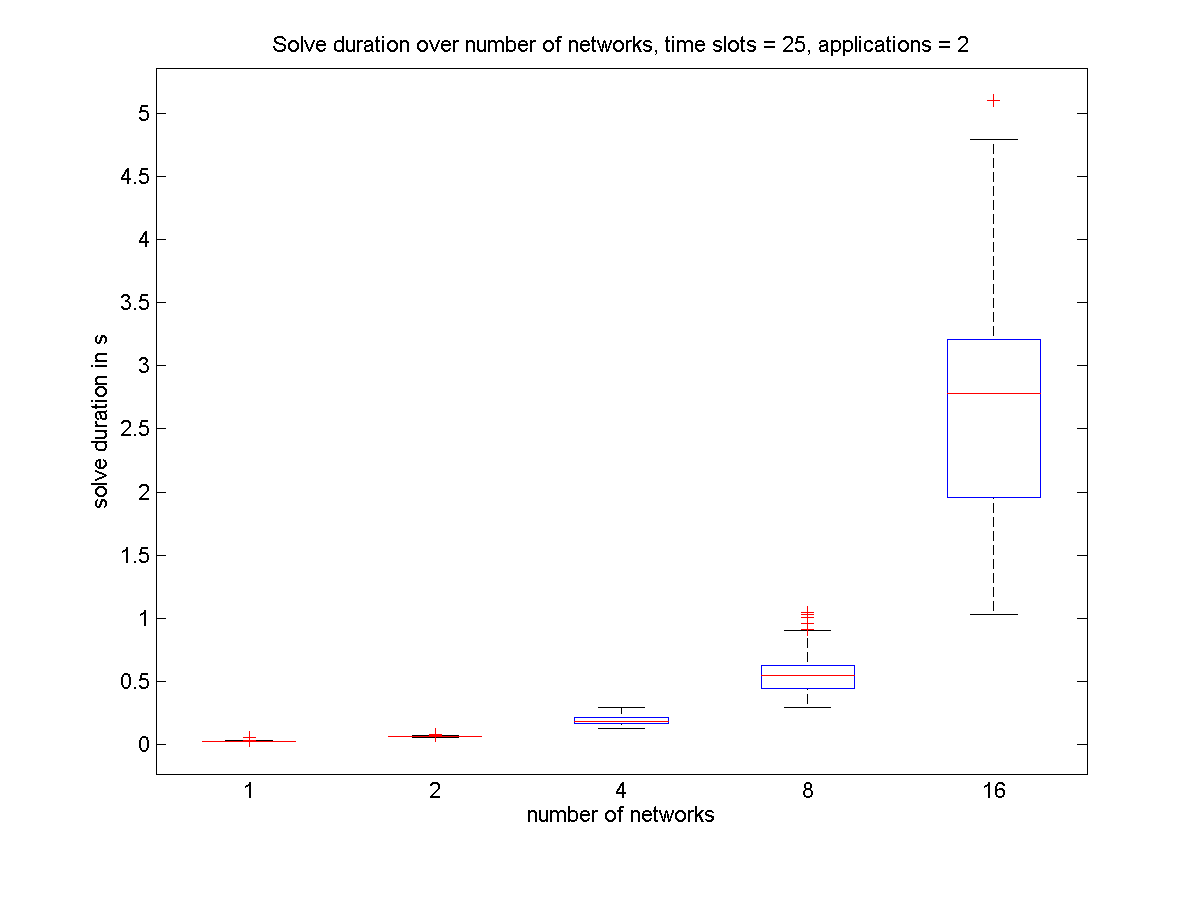 Solve duration over number of networks, time slots = 25, applications = 2
5
4.5
4
3.5
3
2.5
2
1.5
1
0.5
0
solve duration in s
1 2 4 8 16
number of networks